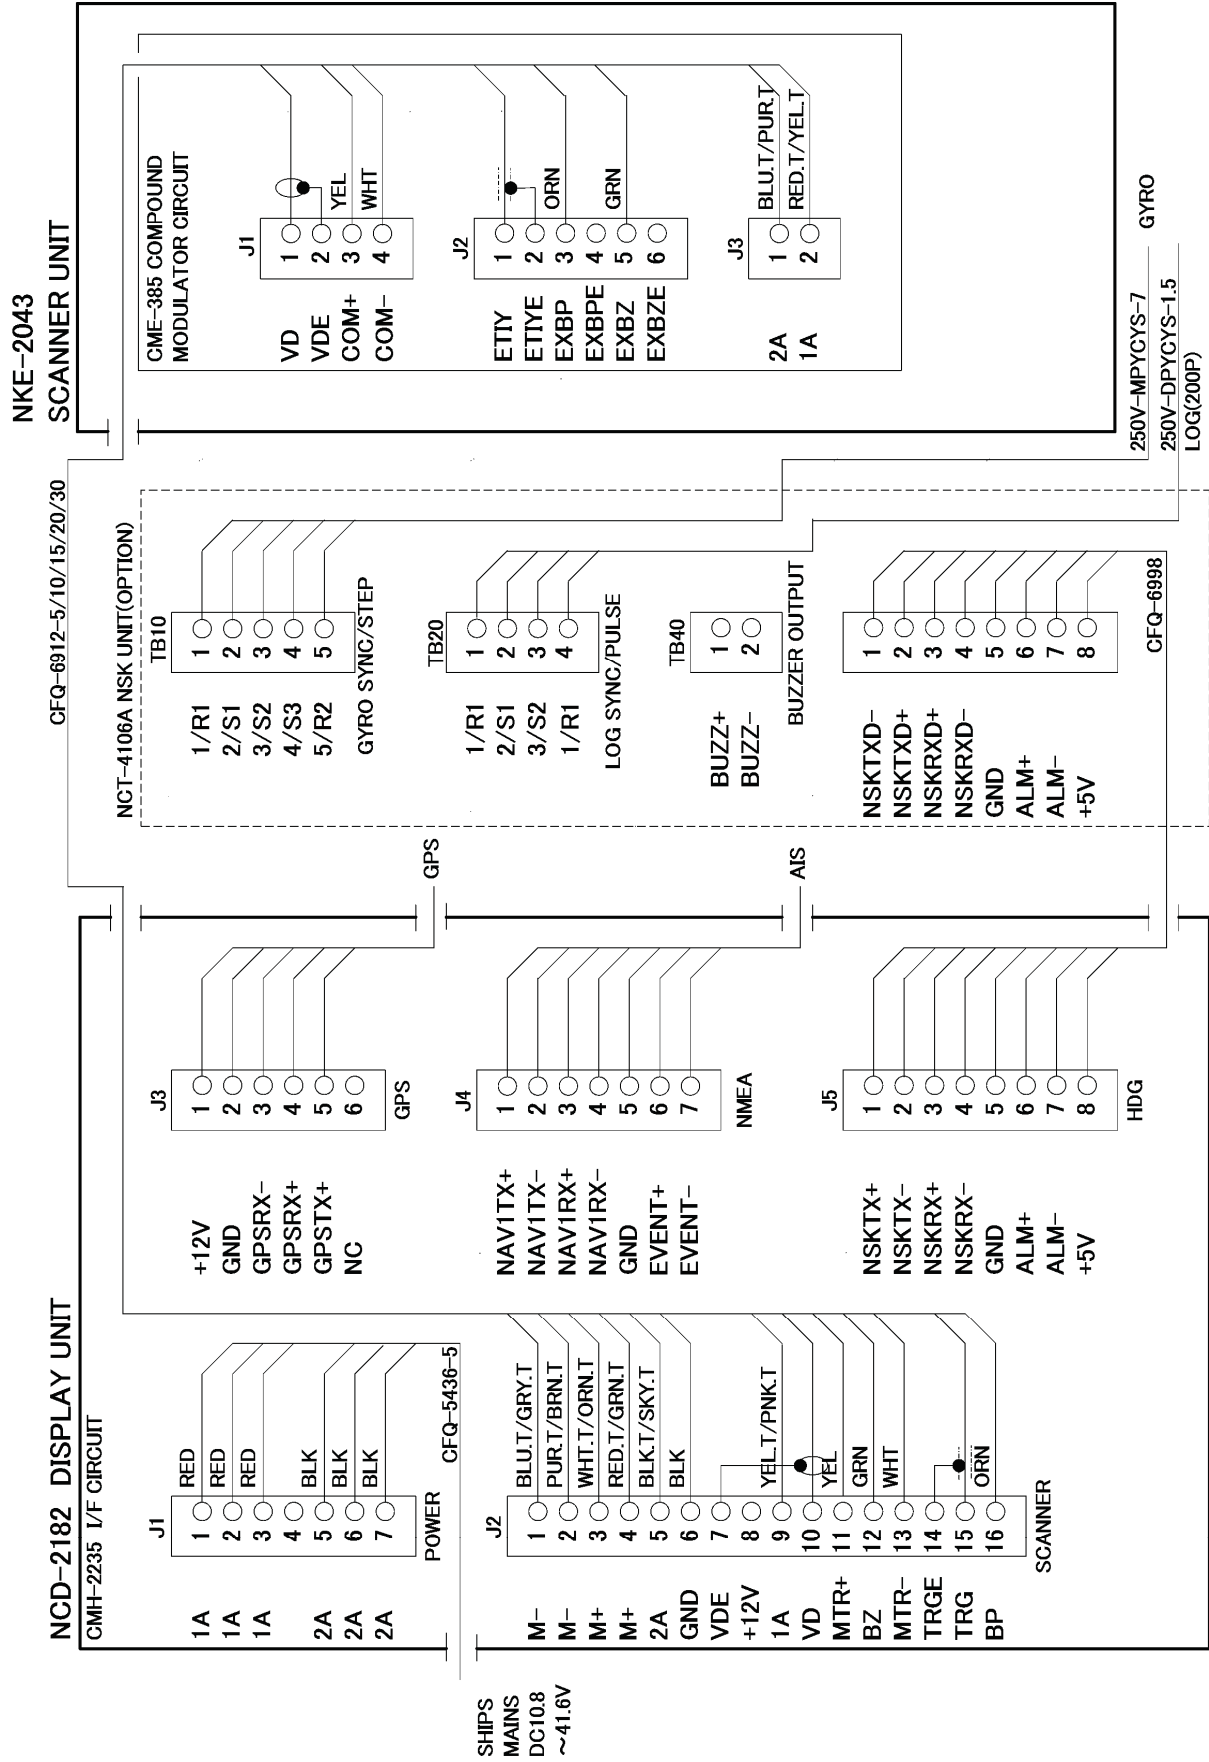 NKE-2043
SCANNER UNIT
CME-385 COMPOUND
MODULATOR CIRCUIT
J1
VD 1
VDE 2
COM+ 3 YEL
COM- 4 WHT
J2
ETIY 1
ETIYE 2
EXBP 3 ORN
EXBPE 4
EXBZ 5 GRN
EXBZE 6
J3
2A 1 BLU.T/PUR.T
1A 2 RED.T/YEL.T
CFQ-6912-5/10/15/20/30
NCT-4106A NSK UNIT(OPTION)
TB10
1/R1 1
2/S1 2
3/S2 3
4/S3 4
5/R2 5
GYRO SYNC/STEP
TB20
1/R1 1
2/S1 2
3/S2 3
1/R1 4
LOG SYNC/PULSE
TB40
BUZZ+ 1
BUZZ- 2
BUZZER OUTPUT
NSKTXD- 1
NSKTXD+ 2
NSKRXD+ 3
NSKRXD- 4
GND 5
ALM+ 6
ALM- 7
+5V 8
CFQ-6998
250V-MPYCYS-7
GYRO
250V-DPYCYS-1.5
LOG(200P)
NCD-2182 DISPLAY UNIT
CMH-2235 I/F CIRCUIT
J1
1A 1 RED
1A 2 RED
1A 3 RED
4
2A 5 BLK
2A 6 BLK
2A 7 BLK
POWER
CFQ-5436-5
SHIPS
MAINS
DC10.8
～41.6V
J2
M- 1 BLU.T/GRY.T
M- 2 PUR.T/BRN.T
M+ 3 WHT.T/ORN.T
M+ 4 RED.T/GRN.T
2A 5 BLK.T/SKY.T
GND 6 BLK
VDE 7
+12V 8
1A 9 YEL.T/PNK.T
VD 10
MTR+ 11 YEL
BZ 12 GRN
MTR- 13 WHT
TRGE 14
TRG 15
BP 16 ORN
SCANNER
J3
+12V 1
GND 2
GPSRX- 3
GPSRX+ 4
GPSTX+ 5
NC 6
GPS
GPS
J4
NAV1TX+ 1
NAV1TX- 2
NAV1RX+ 3
NAV1RX- 4
GND 5
EVENT+ 6
EVENT- 7
NMEA
AIS
J5
NSKTX+ 1
NSKTX- 2
NSKRX+ 3
NSKRX- 4
GND 5
ALM+ 6
ALM- 7
+5V 8
HDG